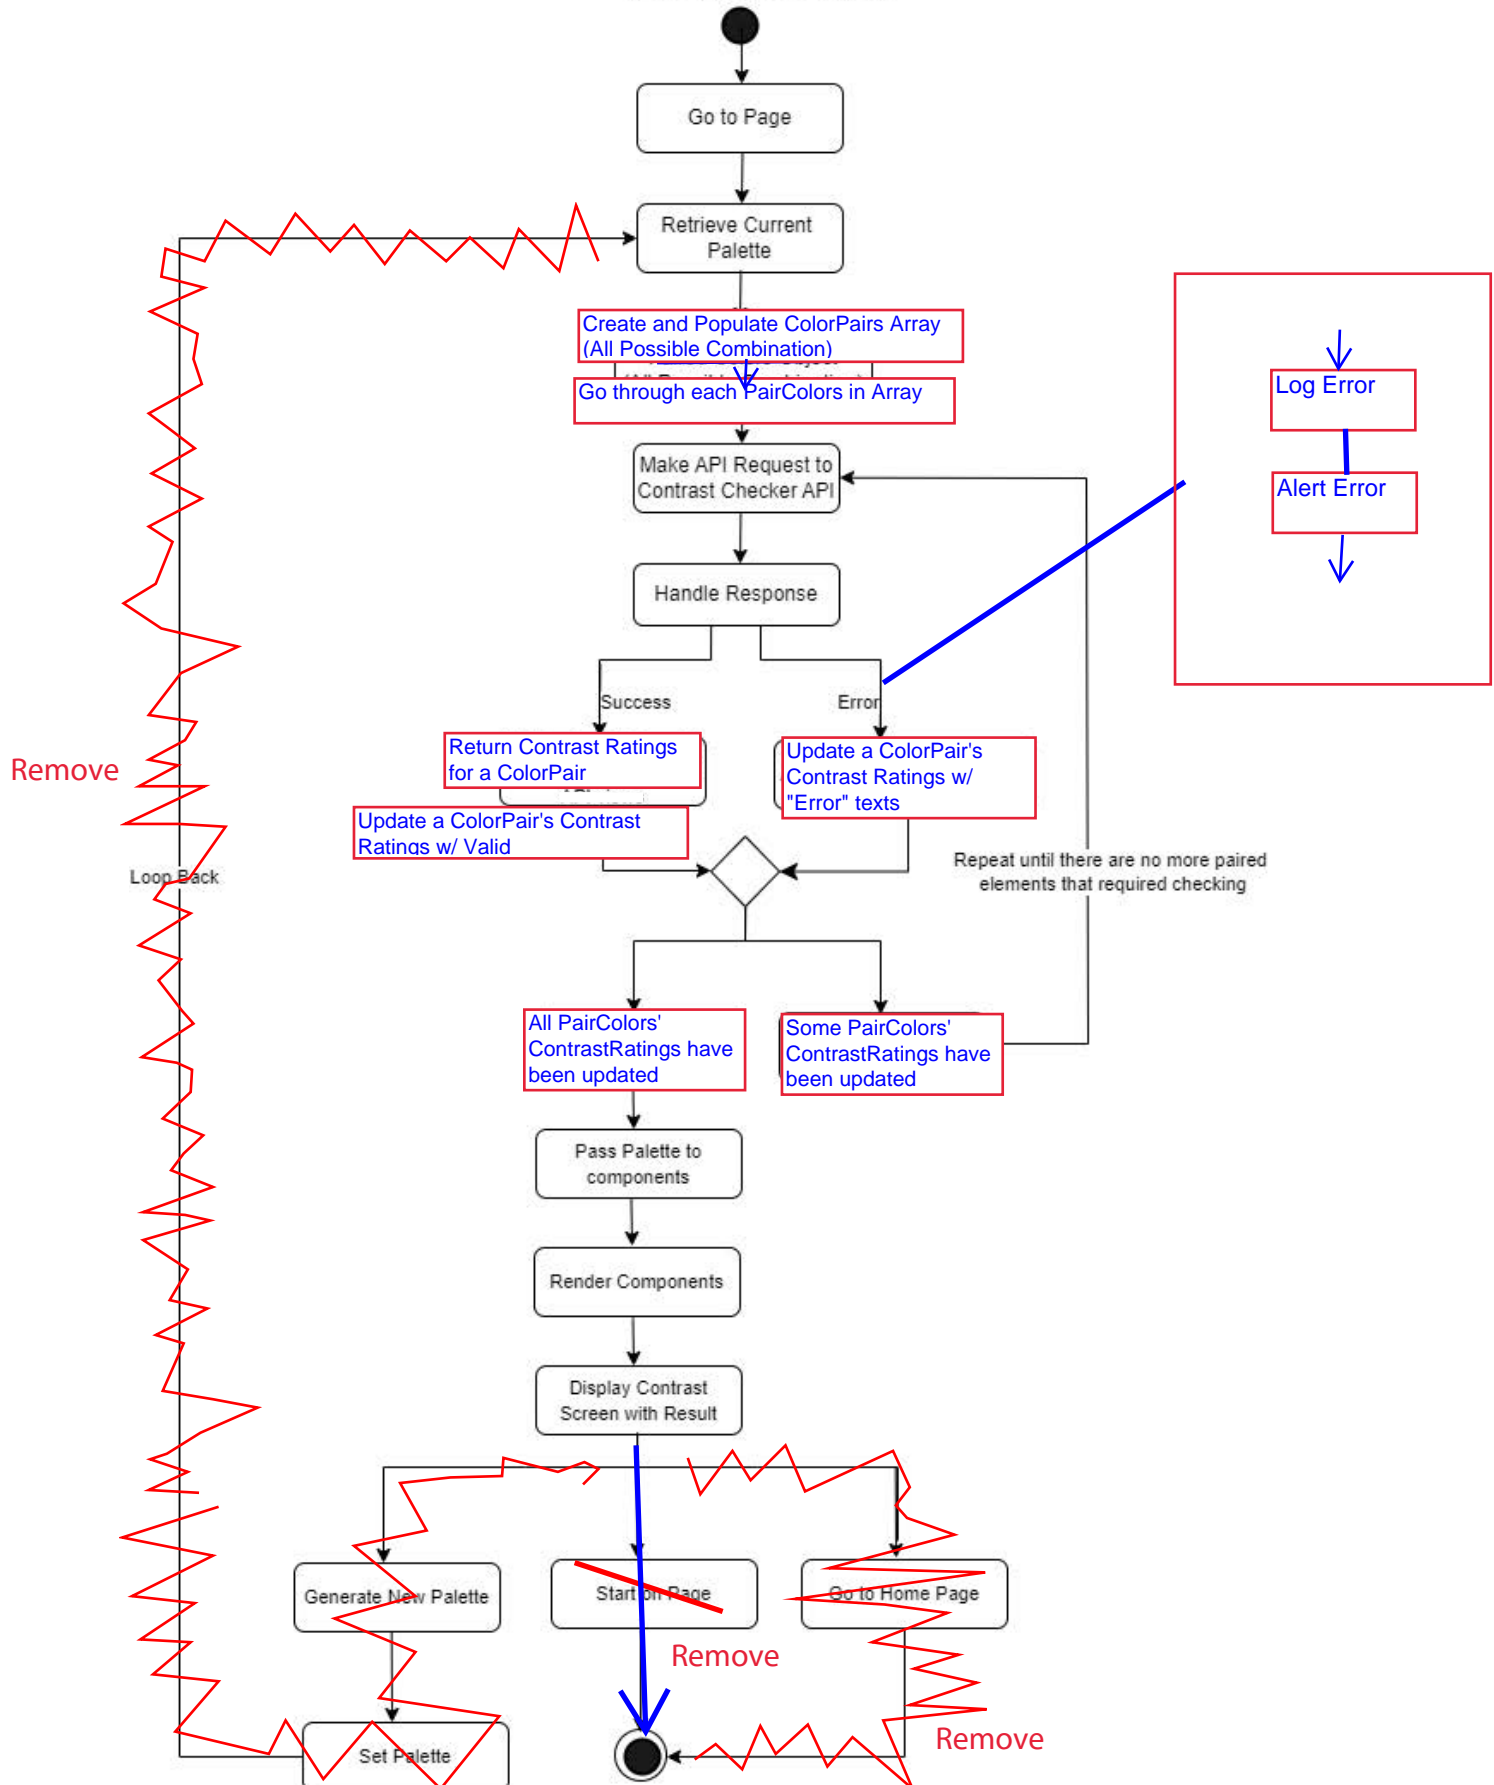 Go to Page
Retrieve Current
Palette
Create and Populate ColorPairs Array
(All Possible Combination)
Go through each PairColors in Array
Make API Request to
Contrast Checker API
Log Error
Alert Error
Handle Response
Success
Error
Return Contrast Ratings
for a ColorPair
Update a ColorPair's
Contrast Ratings w/
"Error" texts
Remove
Update a ColorPair's Contrast
Ratings w/ Valid
Loop Back
Repeat until there are no more paired
elements that required checking
All PairColors'
ContrastRatings have
been updated
Some PairColors'
ContrastRatings have
been updated
Pass Palette to
components
Render Components
Display Contrast
Screen with Result
Generate New Palette
Start on Page
Go to Home Page
Remove
Remove
Set Palette